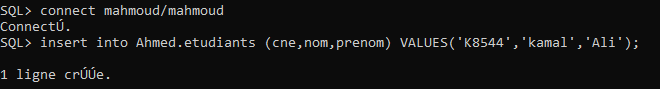 SQL> connect mahmoud/mahmoud
ConnectÚ.
SQL> insert into Ahmed.etudiants (cne,nom,prenom) VALUES('K8544','kamal','Ali');
1 ligne crÚÚe.